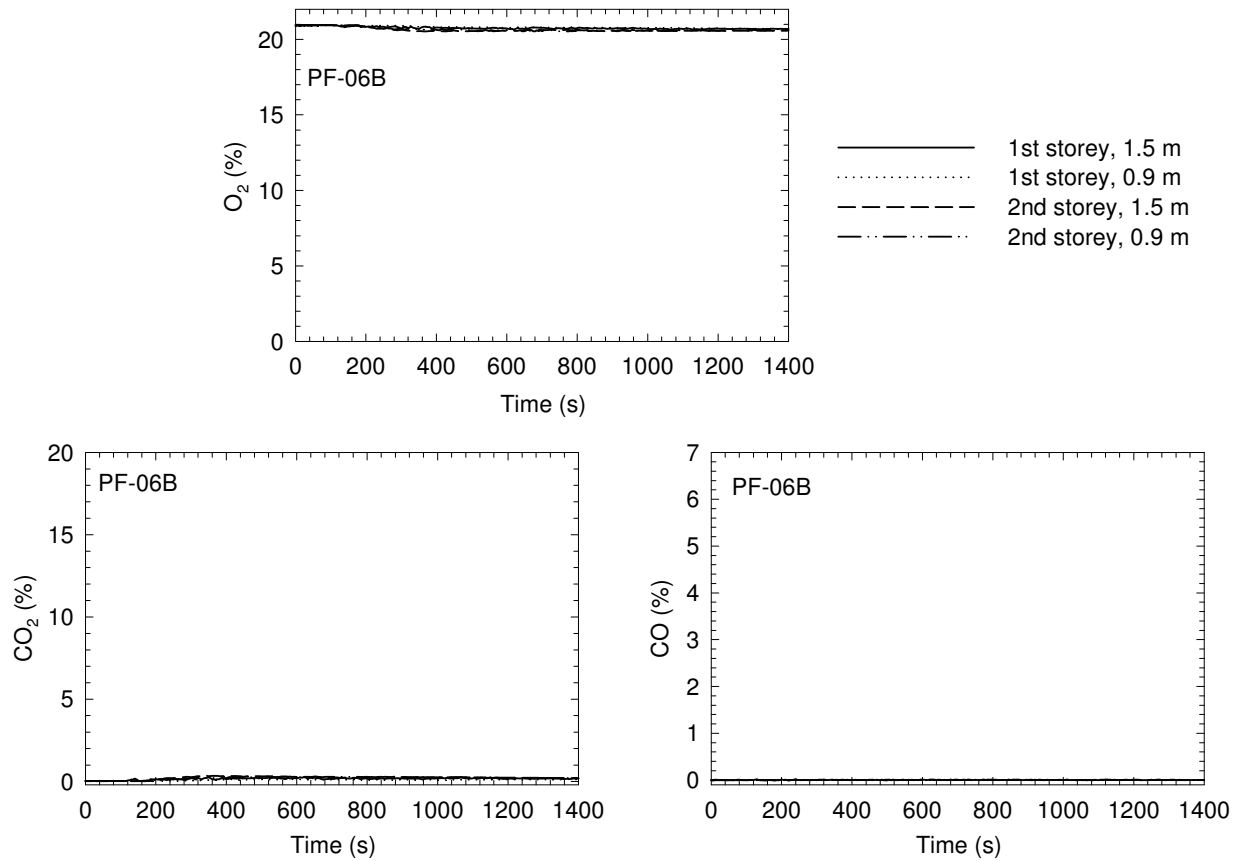 20
15
10
5
0
O₂ (%)
PF-06B
0 200 400 600 800 1000 1200 1400
Time (s)
1st storey, 1.5 m
1st storey, 0.9 m
2nd storey, 1.5 m
2nd storey, 0.9 m
20
15
10
5
0
CO₂ (%)
PF-06B
0 200 400 600 800 1000 1200 1400
Time (s)
7
6
5
4
3
2
1
0
CO (%)
PF-06B
0 200 400 600 800 1000 1200 1400
Time (s)